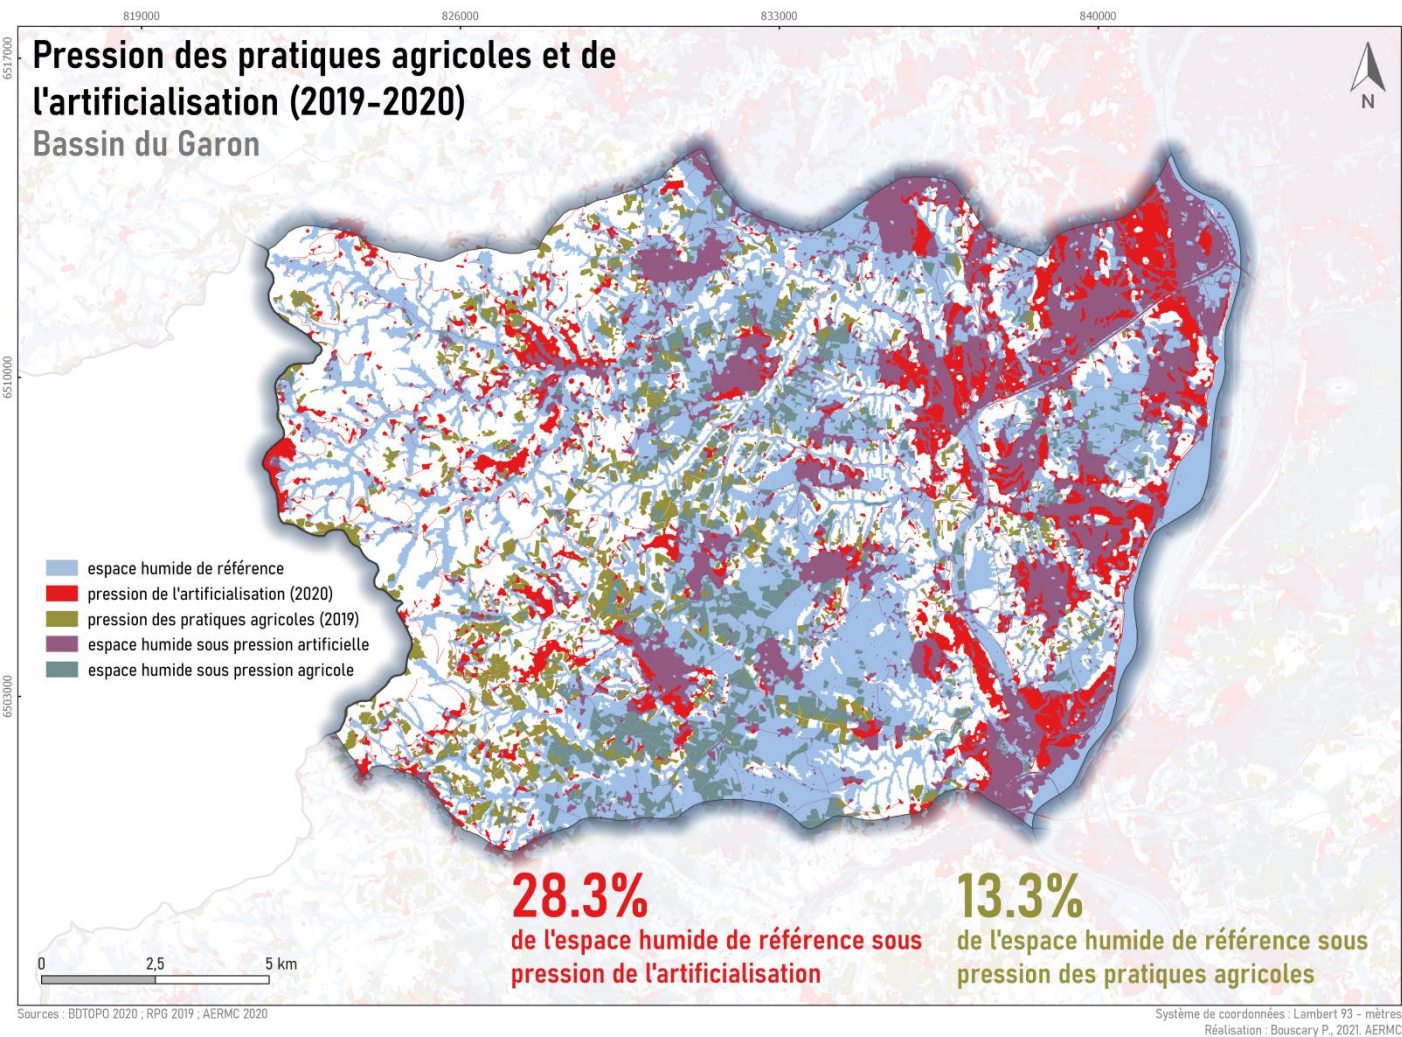 819000
826000
833000
840000
6517000
6510000
6503000
Pression des pratiques agricoles et de
l'artificialisation (2019-2020)
Bassin du Garon
N
espace humide de référence
pression de l'artificialisation (2020)
pression des pratiques agricoles (2019)
espace humide sous pression artificielle
espace humide sous pression agricole
28.3%
de l'espace humide de référence sous
pression de l'artificialisation
13.3%
de l'espace humide de référence sous
pression des pratiques agricoles
0 2,5 5 km
Sources : BDTOPO 2020 ; RPG 2019 ; AERMC 2020
Système de coordonnées : Lambert 93 - mètres
Réalisation : Bouscary P., 2021. AERMC